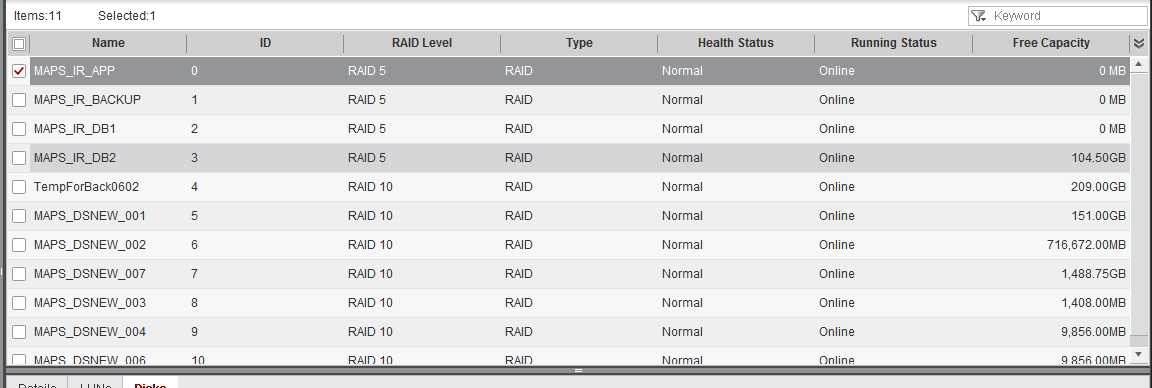 Items:11 Selected:1 Keyword
Name ID RAID Level Type Health Status Running Status Free Capacity
MAPS_IR_APP 0 RAID 5 RAID Normal Online 0 MB
MAPS_IR_BACKUP 1 RAID 5 RAID Normal Online 0 MB
MAPS_IR_DB1 2 RAID 5 RAID Normal Online 0 MB
MAPS_IR_DB2 3 RAID 5 RAID Normal Online 104.50GB
TempForBack0602 4 RAID 10 RAID Normal Online 209.00GB
MAPS_DSNEW_001 5 RAID 10 RAID Normal Online 151.00GB
MAPS_DSNEW_002 6 RAID 10 RAID Normal Online 716,672.00MB
MAPS_DSNEW_007 7 RAID 10 RAID Normal Online 1,488.75GB
MAPS_DSNEW_003 8 RAID 10 RAID Normal Online 1,408.00MB
MAPS_DSNEW_004 9 RAID 10 RAID Normal Online 9,856.00MB
MAPS_DSNEW_006 10 RAID 10 RAID Normal Online 9,856.00MB
Details LUNs Disks